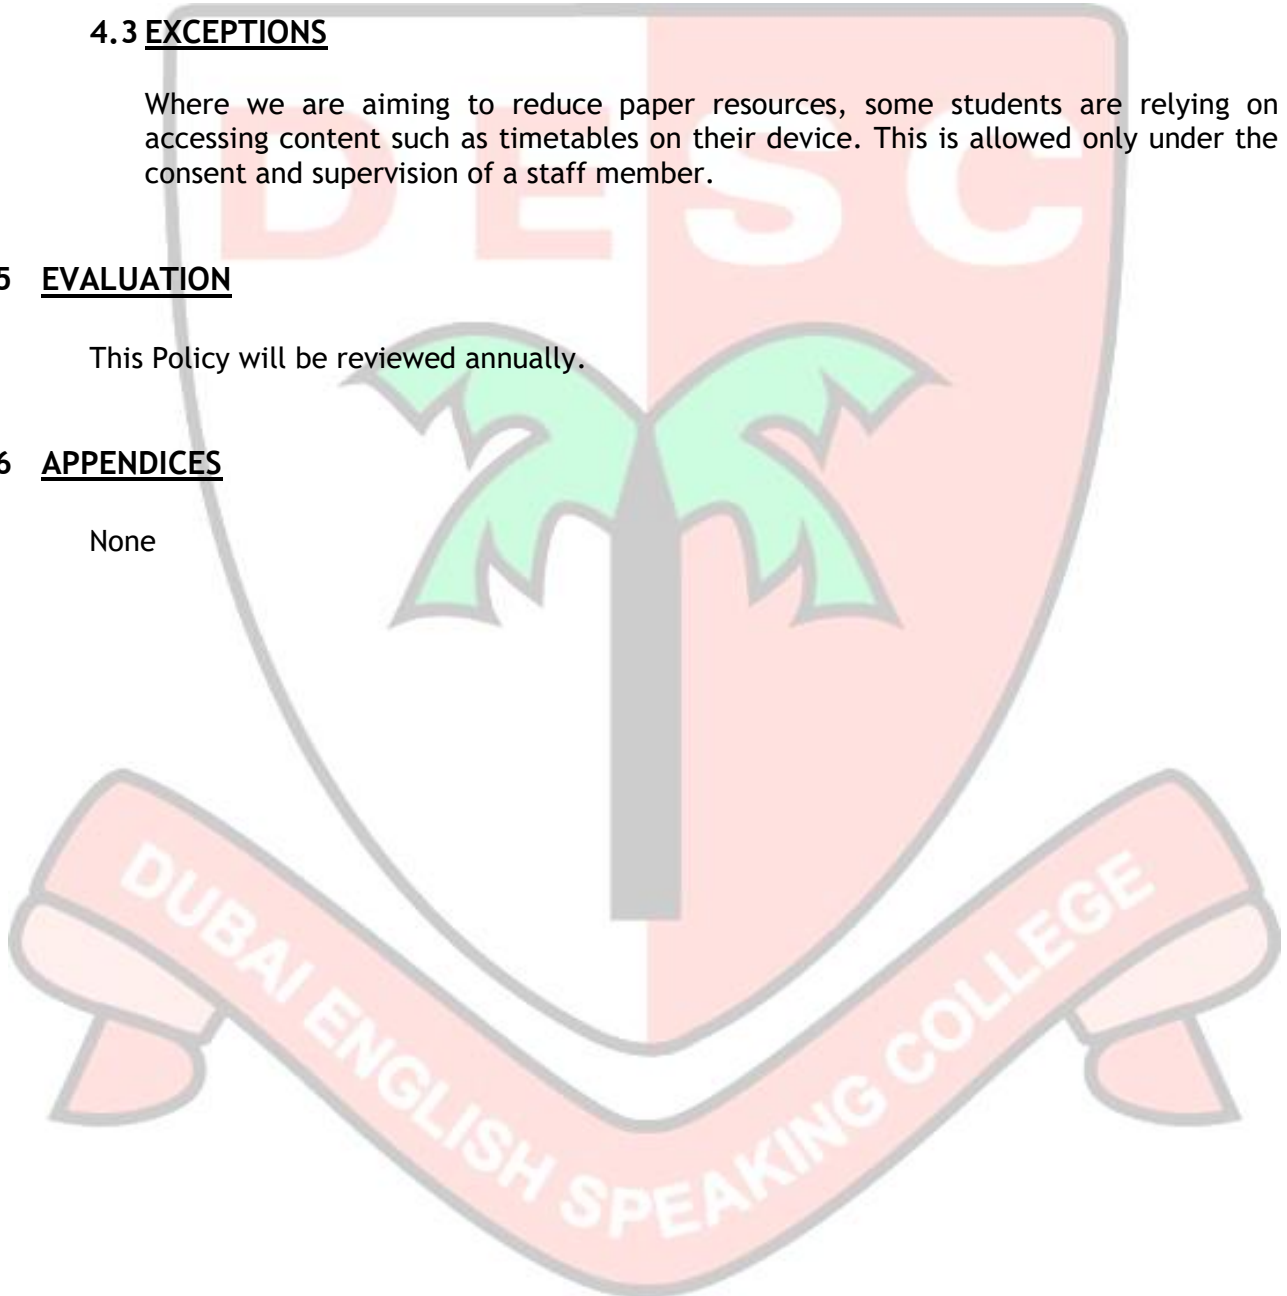 4.3 EXCEPTIONS
Where we are aiming to reduce paper resources, some students are relying on
accessing content such as timetables on their device. This is allowed only under the
consent and supervision of a staff member.
DESC
5 EVALUATION
This Policy will be reviewed annually.
6 APPENDICES
None
DUBAI ENGLISH SPEAKING COLLEGE